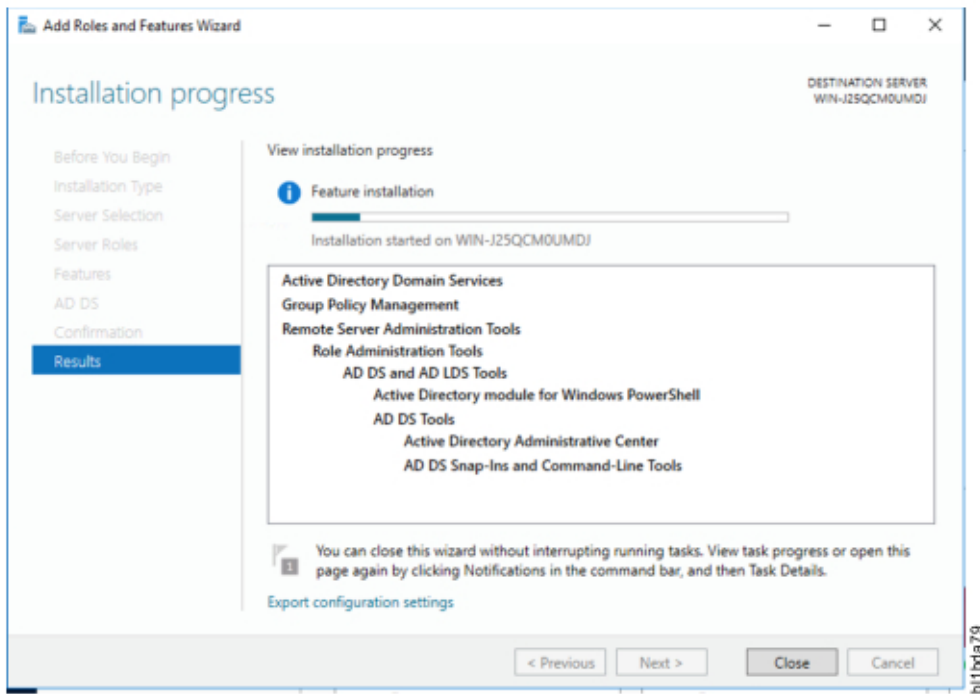 Add Roles and Features Wizard
Installation progress
DESTINATION SERVER
WIN-J25QCM0UMDJ
Before You Begin
Installation Type
Server Selection
Server Roles
Features
AD DS
Confirmation
Results
View installation progress
Feature installation
Installation started on WIN-J25QCM0UMDJ
Active Directory Domain Services
Group Policy Management
Remote Server Administration Tools
Role Administration Tools
AD DS and AD LDS Tools
Active Directory module for Windows PowerShell
AD DS Tools
Active Directory Administrative Center
AD DS Snap-Ins and Command-Line Tools
1
You can close this wizard without interrupting running tasks. View task progress or open this
page again by clicking Notifications in the command bar, and then Task Details.
Export configuration settings
< Previous
Next >
Close
Cancel